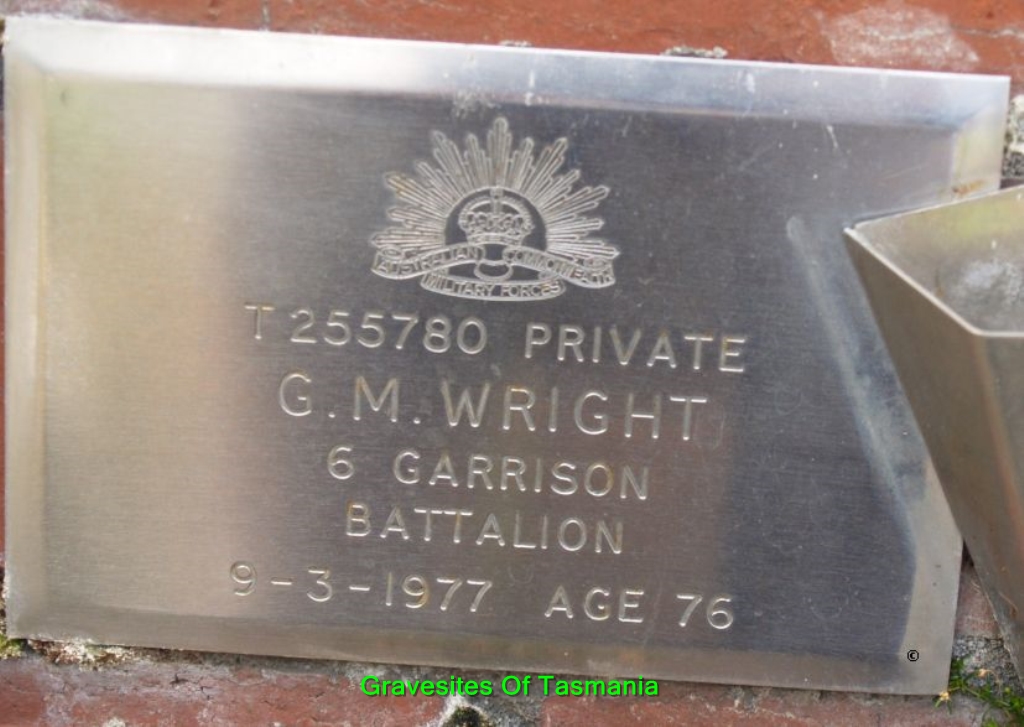 AUSTRALIAN COMMONWEALTH
MILITARY FORCES
T 255780 PRIVATE
G. M. WRIGHT
6 GARRISON
BATTALION
9-3-1977 AGE 76
©
Gravesites Of Tasmania